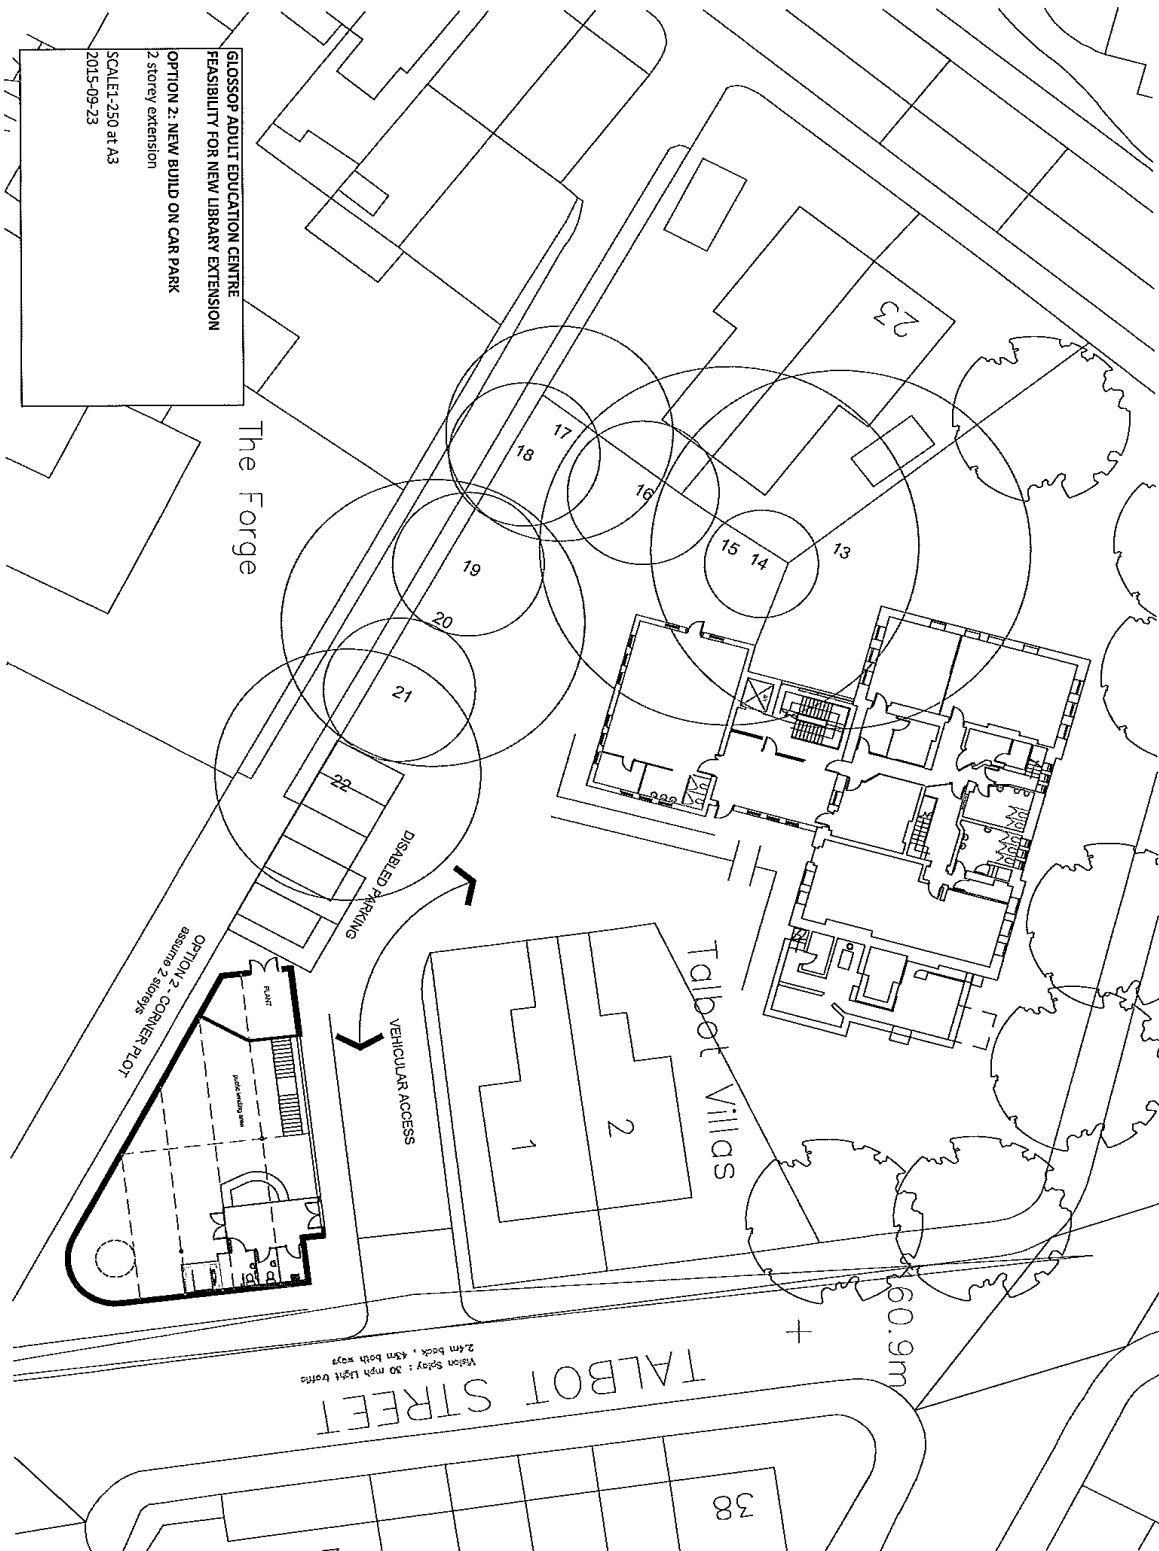 GLOSSOP ADULT EDUCATION CENTRE
FEASIBILITY FOR NEW LIBRARY EXTENSION
OPTION 2: NEW BUILD ON CAR PARK
2 storey extension
SCALE1-250 at A3
2015-09-23
23
The Forge
17
18
16
15
14
13
19
20
21
22
DISABLED PARKING
OPTION 2 - CORNER PLOT
assume 2 storeys
PLANT
public lending area
VEHICULAR ACCESS
Talbot Villas
1
2
60.9m
TALBOT STREET
Vision Splay : 30 mph Light traffic
2.4m back , 43m both ways
38